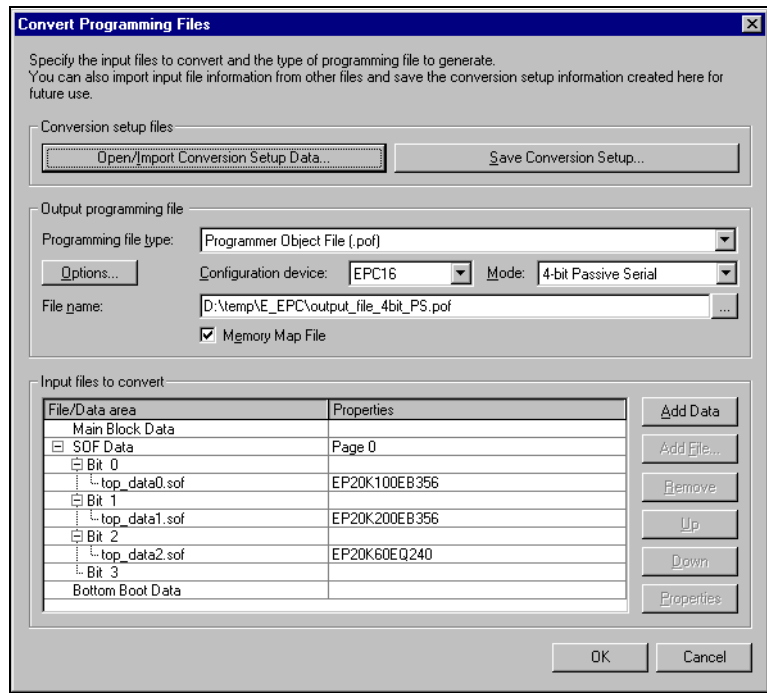 Convert Programming Files
Specify the input files to convert and the type of programming file to generate.
You can also import input file information from other files and save the conversion setup information created here for
future use.
Conversion setup files
Open/Import Conversion Setup Data... Save Conversion Setup...
Output programming file
Programming file type: Programmer Object File (.pof)
Options... Configuration device: EPC16 Mode: 4-bit Passive Serial
File name: D:\temp\E_EPC\output_file_4bit_PS.pof ...
Memory Map File
Input files to convert
File/Data area Properties Add Data
Main Block Data
SOF Data Page 0 Add File...
Bit 0
top_data0.sof EP20K100EB356 Remove
Bit 1
top_data1.sof EP20K200EB356 Up
Bit 2
top_data2.sof EP20K60EQ240 Down
Bit 3
Bottom Boot Data Properties
OK Cancel